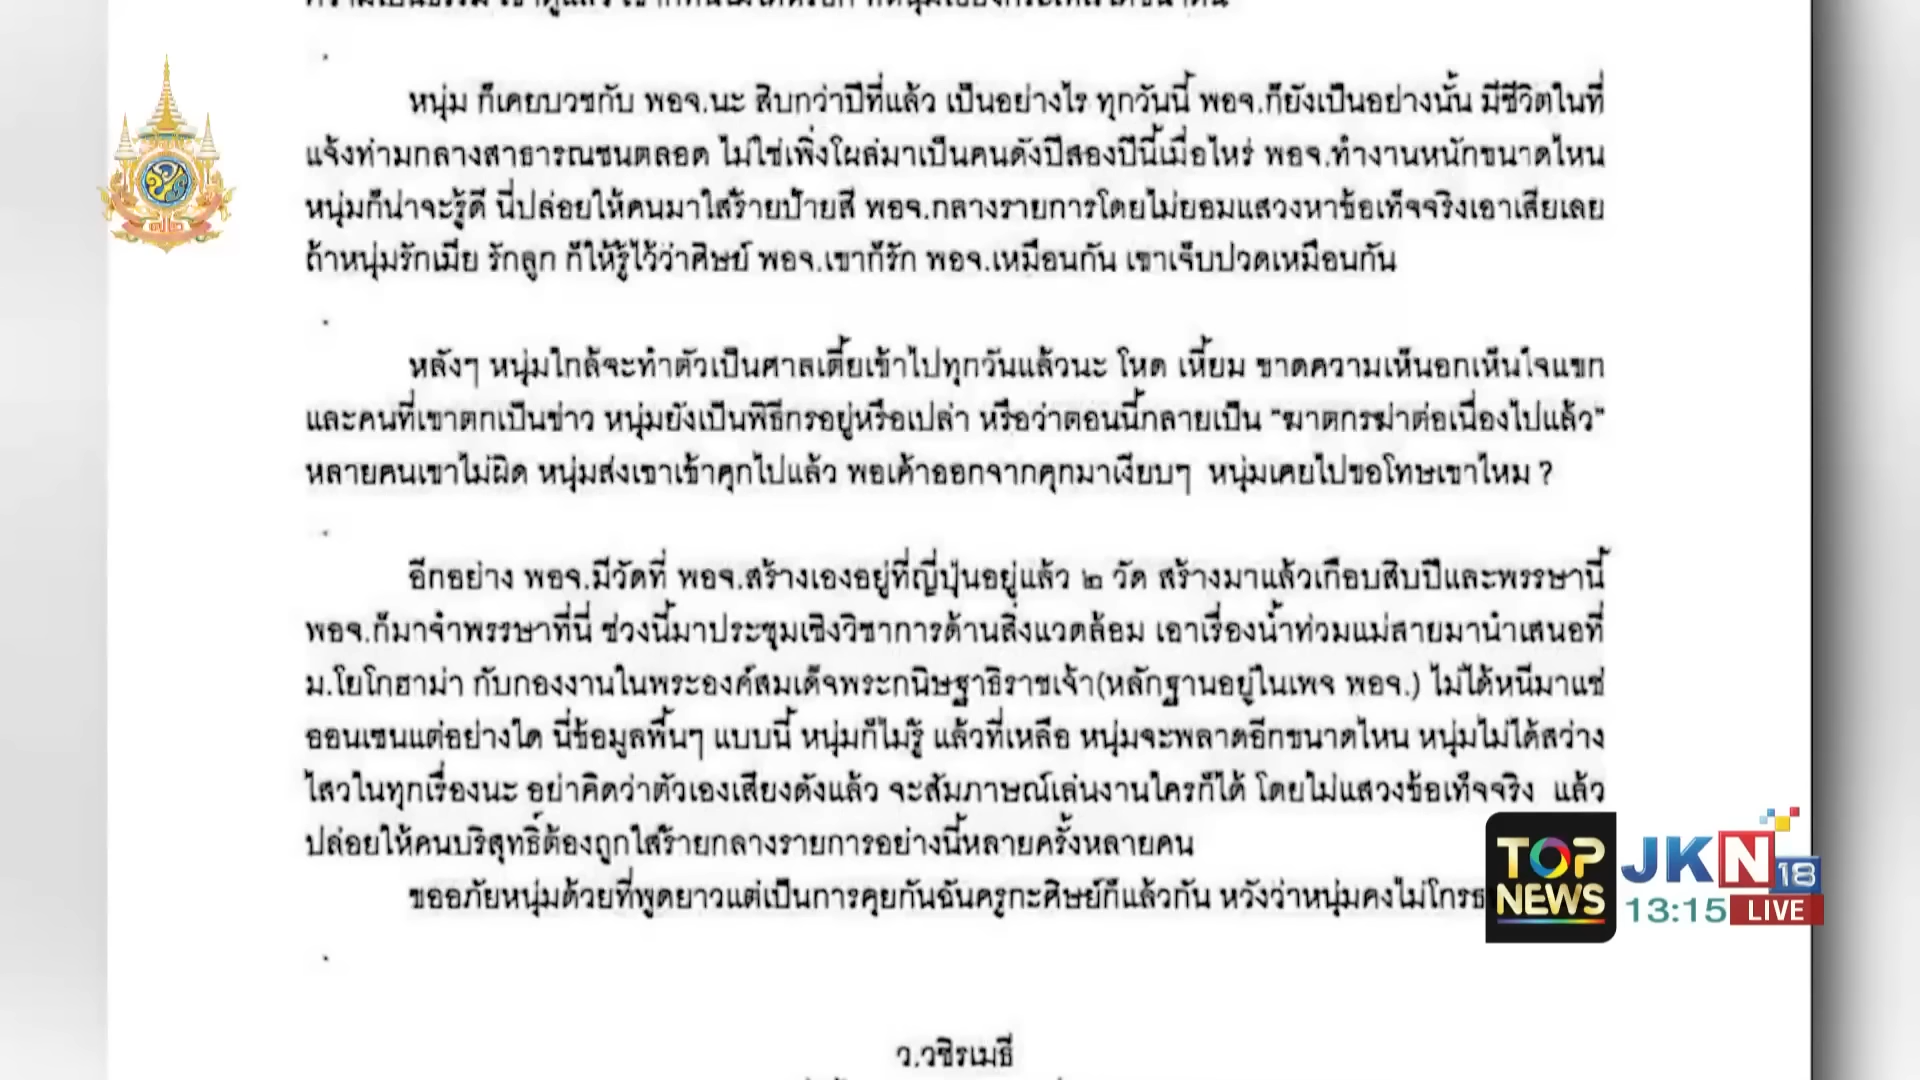 หนุ่ม ก็เคยบวชกับ พอจ.นะ สิบกว่าปีที่แล้ว เป็นอย่างไร ทุกวันนี้ พอจ.ก็ยังเป็นอย่างนั้น มีชีวิตในที่
แจ้งท่ามกลางสาธารณชนตลอด ไม่ใช่เพิ่งโผล่มาเป็นคนดังปีสองปีนี้เมื่อไหร่ พอจ.ทำงานหนักขนาดไหน
หนุ่มก็น่าจะรู้ดี นี่ปล่อยให้คนมาใส่ร้ายป้ายสี พอจ.กลางรายการโดยไม่ยอมแสวงหาข้อเท็จจริงเอาเสียเลย
ถ้าหนุ่มรักเมีย รักลูก ก็ให้รู้ไว้ว่าศิษย์ พอจ.เขาก็รัก พอจ.เหมือนกัน เขาเจ็บปวดเหมือนกัน
หลังๆ หนุ่มใกล้จะทำตัวเป็นศาลเตี้ยเข้าไปทุกวันแล้วนะ โหด เหี้ยม ขาดความเห็นอกเห็นใจแขก
และคนที่เขาตกเป็นข่าว หนุ่มยังเป็นพิธีกรอยู่หรือเปล่า หรือว่าตอนนี้กลายเป็น "ฆาตกรฆ่าต่อเนื่องไปแล้ว"
หลายคนเขาไม่ผิด หนุ่มส่งเขาเข้าคุกไปแล้ว พอเค้าออกจากคุกมาเงียบๆ หนุ่มเคยไปขอโทษเขาไหม ?
อีกอย่าง พอจ.มีวัดที่ พอจ.สร้างเองอยู่ที่ญี่ปุ่นอยู่แล้ว ๒ วัด สร้างมาแล้วเกือบสิบปีและพรรษานี้
พอจ.ก็มาจำพรรษาที่นี่ ช่วงนี้มาประชุมเชิงวิชาการด้านสิ่งแวดล้อม เอาเรื่องน้ำท่วมแม่สายมานำเสนอที่
ม.โยโกฮาม่า กับกองงานในพระองค์สมเด็จพระกนิษฐาธิราชเจ้า(หลักฐานอยู่ในเพจ พอจ.) ไม่ได้หนีมาแช่
ออนเซนแต่อย่างใด นี่ข้อมูลพื้นๆ แบบนี้ หนุ่มก็ไม่รู้ แล้วที่เหลือ หนุ่มจะพลาดอีกขนาดไหน หนุ่มไม่ได้สว่าง
ไสวในทุกเรื่องนะ อย่าคิดว่าตัวเองเสียงดังแล้ว จะสัมภาษณ์เล่นงานใครก็ได้ โดยไม่แสวงข้อเท็จจริง แล้ว
ปล่อยให้คนบริสุทธิ์ต้องถูกใส่ร้ายกลางรายการอย่างนี้หลายครั้งหลายคน
ขออภัยหนุ่มด้วยที่พูดยาวแต่เป็นการคุยกันฉันครูกะศิษย์ก็แล้วกัน หวังว่าหนุ่มคงไม่โกรธ
TOP NEWS
JKN 18
13:15 LIVE
ว.วชิรเมธี